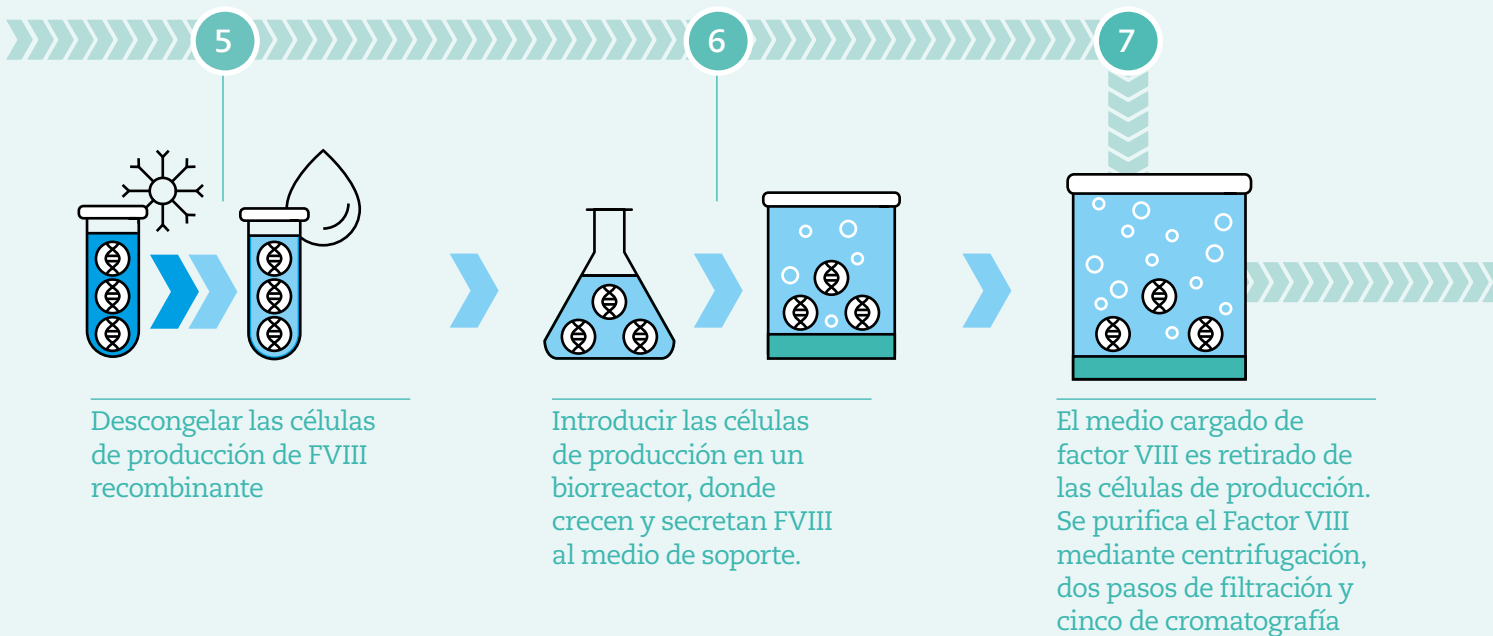 5
6
7
Descongelar las células
de producción de FVIII
recombinante
Introducir las células
de producción en un
biorreactor, donde
crecen y secretan FVIII
al medio de soporte.
El medio cargado de
factor VIII es retirado de
las células de producción.
Se purifica el Factor VIII
mediante centrifugación,
dos pasos de filtración y
cinco de cromatografía